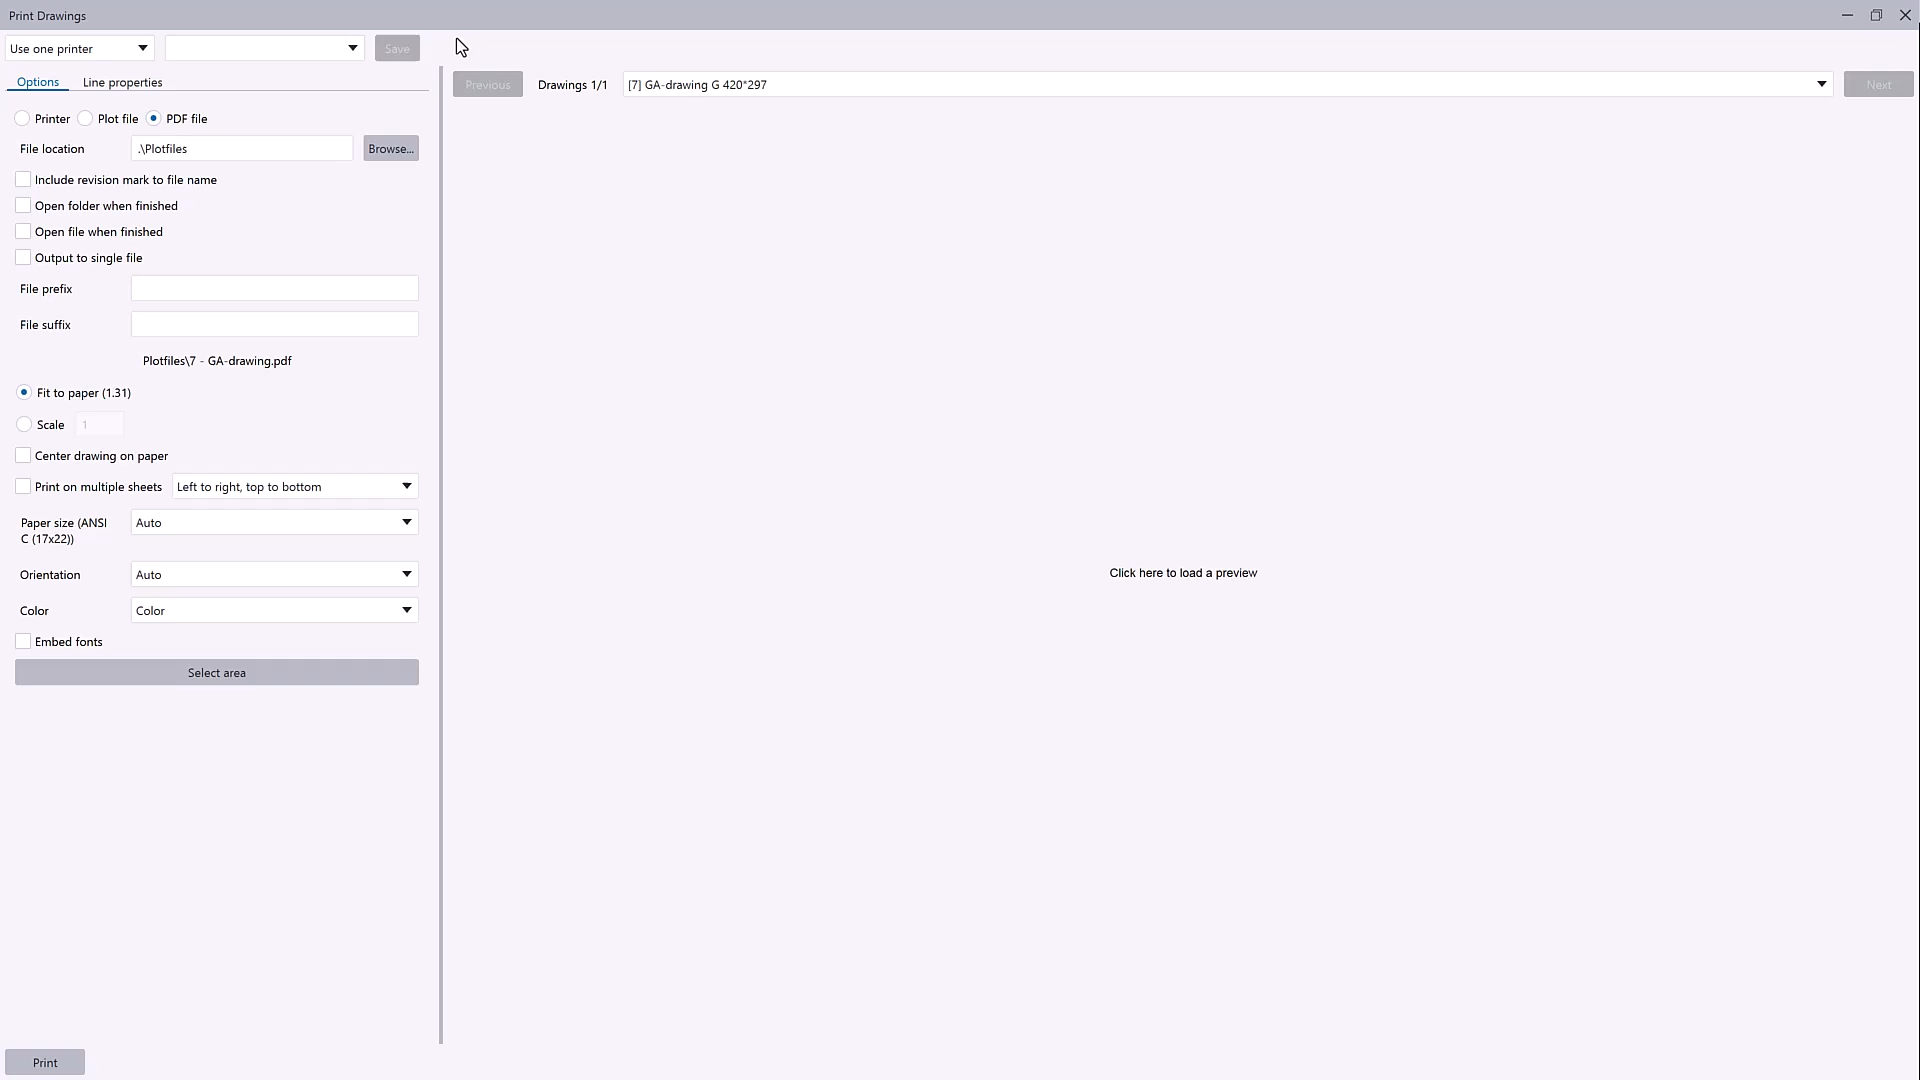 Print Drawings
Use one printer
Save
Options Line properties
Previous Drawings 1/1 [7] GA-drawing G 420*297 Next
Printer Plot file PDF file
File location .\Plotfiles Browse...
Include revision mark to file name
Open folder when finished
Open file when finished
Output to single file
File prefix
File suffix
Plotfiles\7 - GA-drawing.pdf
Fit to paper (1.31)
Scale 1
Center drawing on paper
Print on multiple sheets Left to right, top to bottom
Paper size (ANSI
C (17x22)) Auto
Orientation Auto
Color Color
Embed fonts
Select area
Click here to load a preview
Print